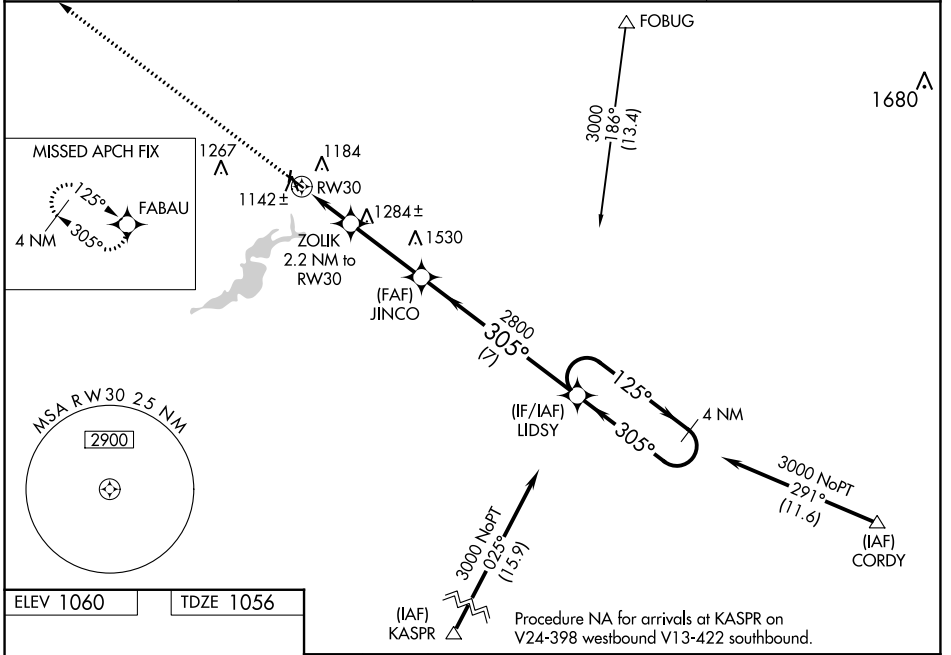 FOBUG
1680
3000
186°
(13.4)
MISSED APCH FIX
125°
FABAU
305°
4 NM
1267
1184
RW30
1142±
1284±
ZOLIK
2.2 NM to
RW30
1530
(FAF)
JINCO
2800
305°
(7)
125°
4 NM
(IF/IAF)
LIDSY
305°
MSA RW30 25 NM
2900
3000 NoPT
291°
(11.6)
(IAF)
CORDY
3000 NoPT
025°
(15.9)
(IAF)
KASPR
Procedure NA for arrivals at KASPR on
V24-398 westbound V13-422 southbound.
ELEV 1060
TDZE 1056